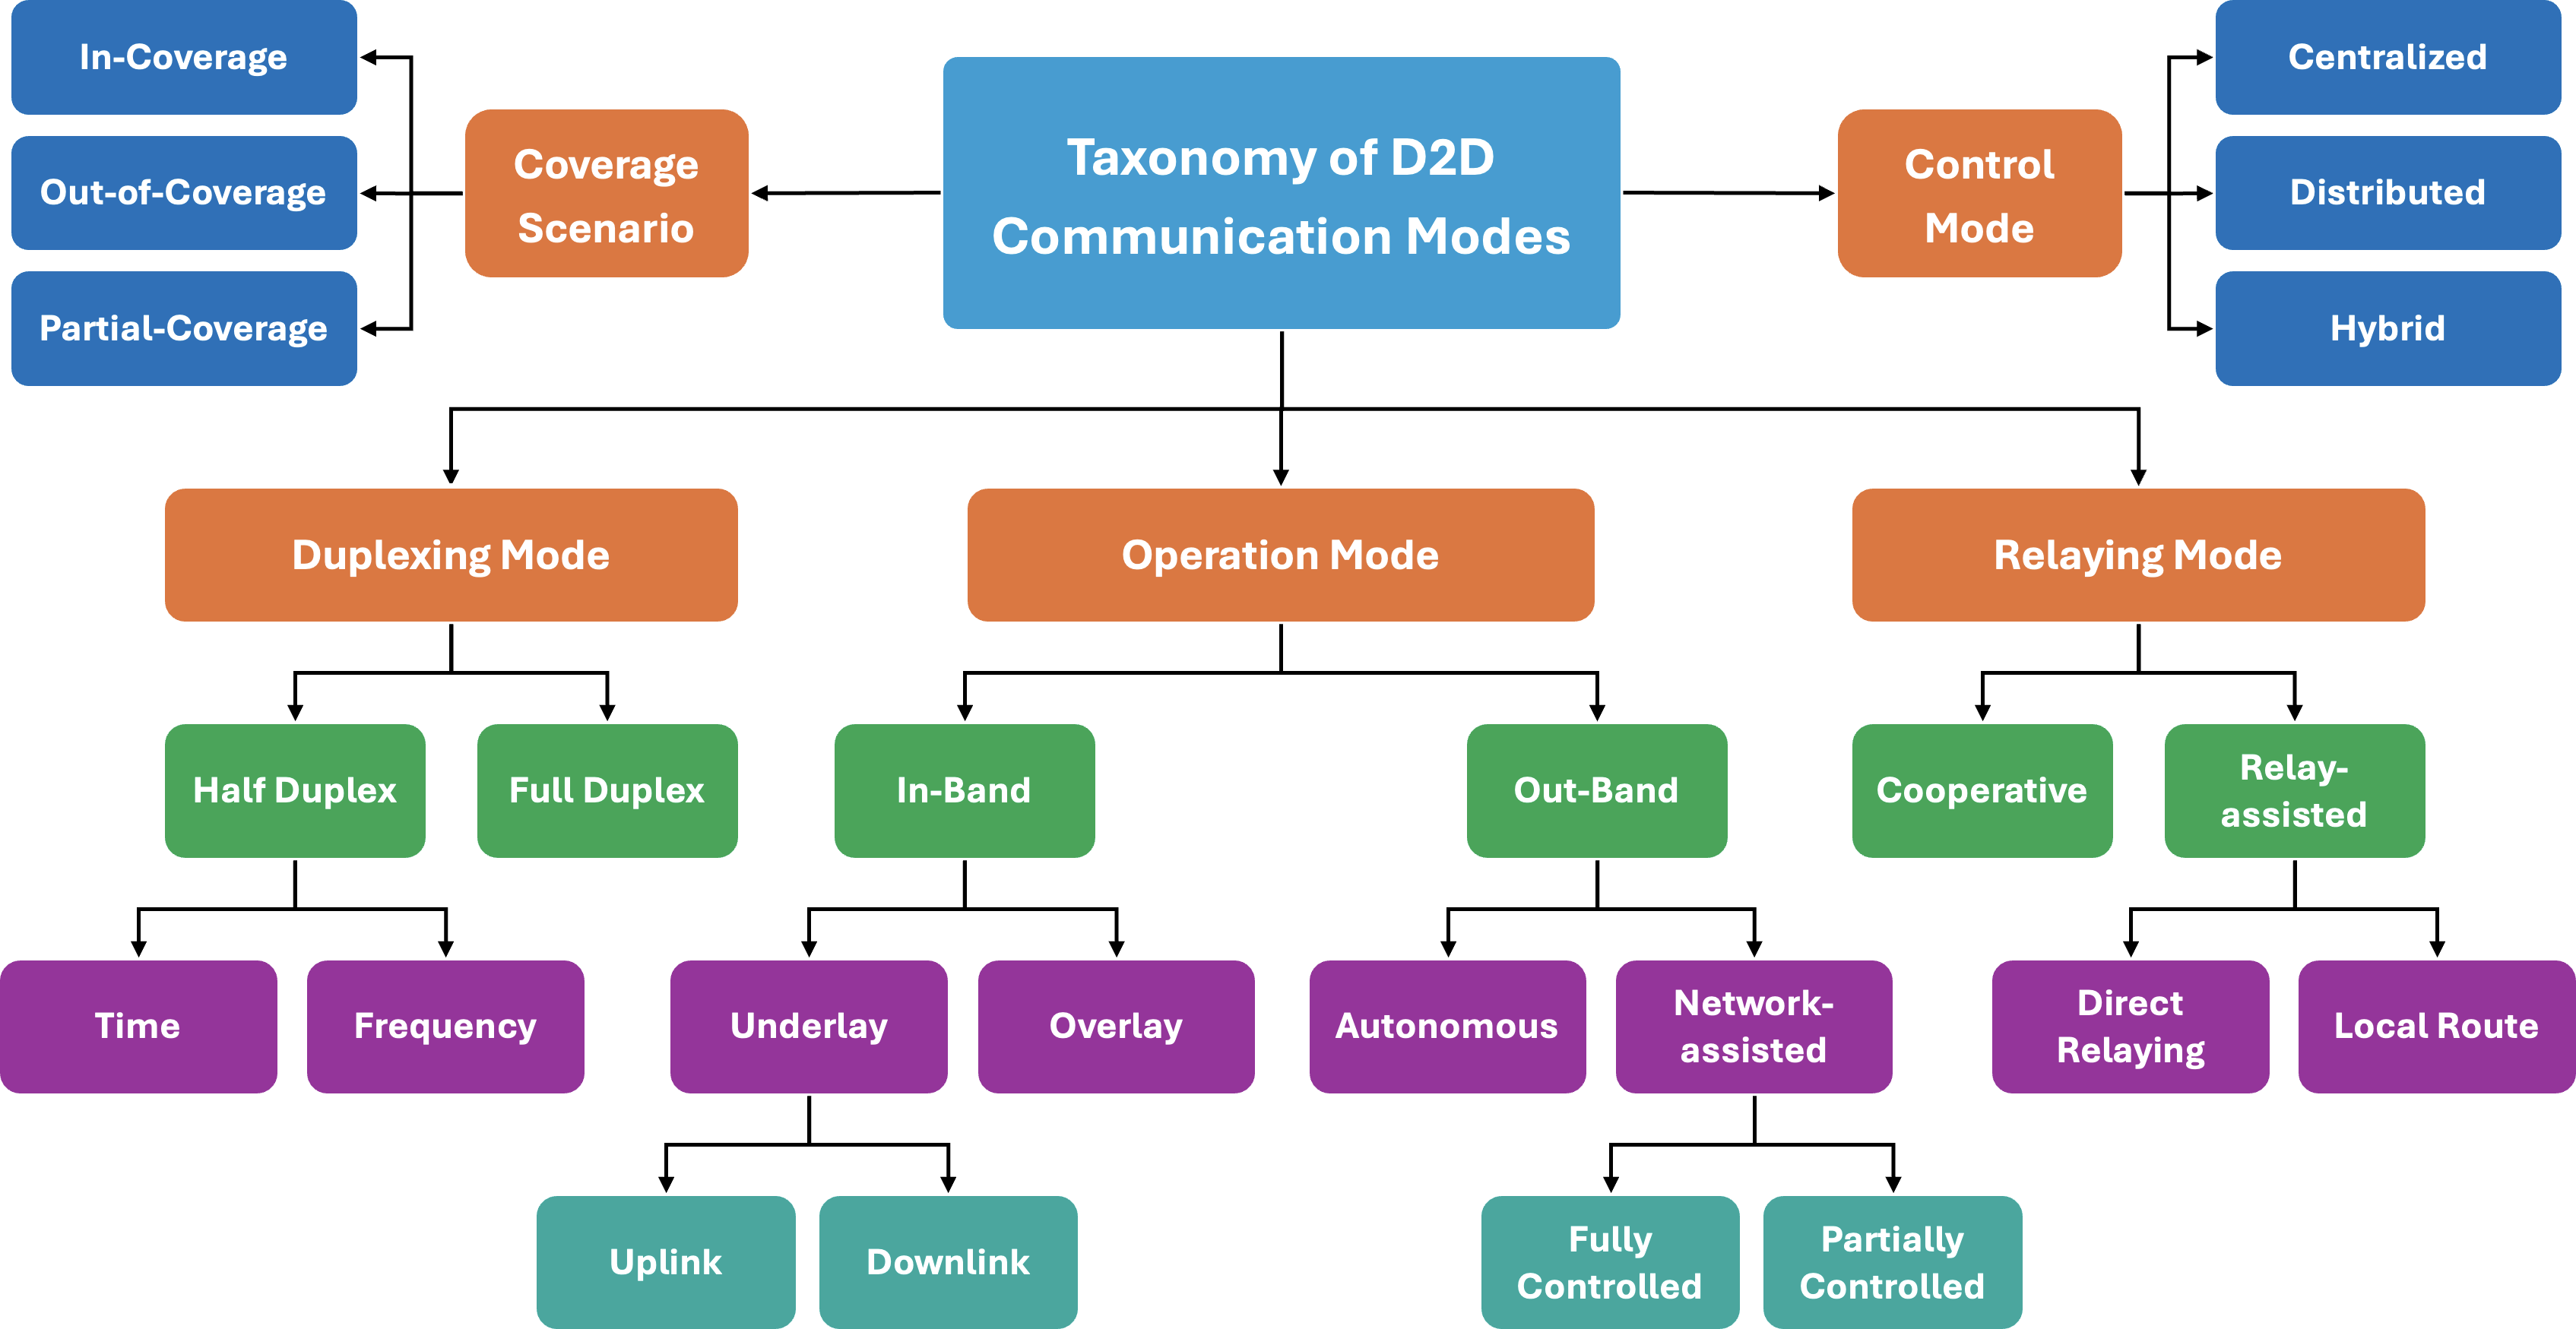 In-Coverage
Out-of-Coverage
Partial-Coverage
Coverage
Scenario
Taxonomy of D2D
Communication Modes
Control
Mode
Centralized
Distributed
Hybrid
Duplexing Mode
Operation Mode
Relaying Mode
Half Duplex
Full Duplex
In-Band
Out-Band
Cooperative
Relay-
assisted
Time
Frequency
Underlay
Overlay
Autonomous
Network-
assisted
Direct
Relaying
Local Route
Uplink
Downlink
Fully
Controlled
Partially
Controlled